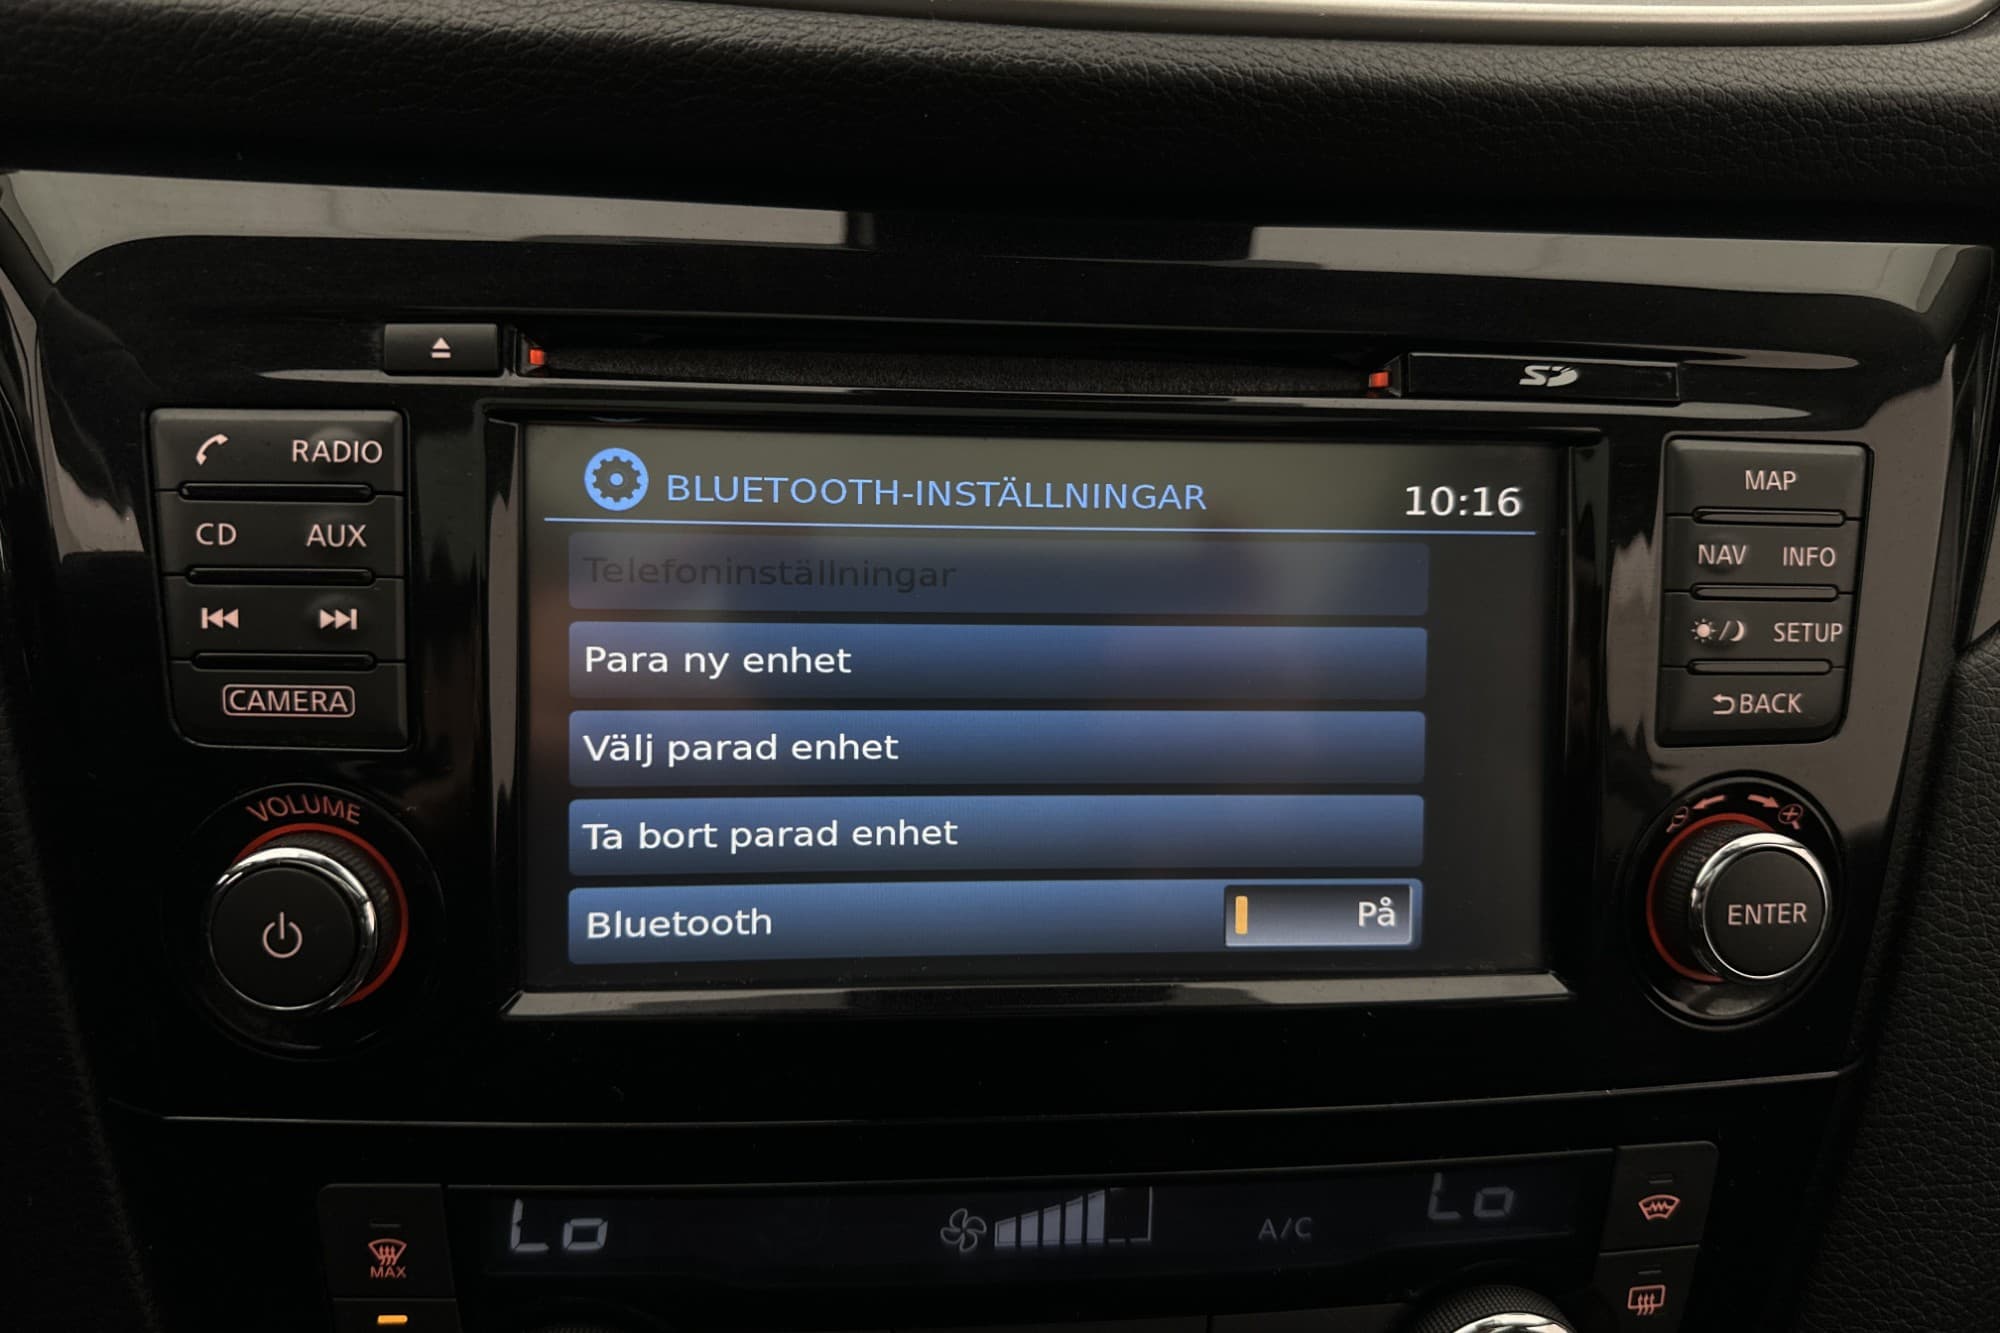 SD
RADIO
CD AUX
CAMERA
VOLUME
BLUETOOTH-INSTÄLLNINGAR 10:16
Telefoninställningar
Para ny enhet
Välj parad enhet
Ta bort parad enhet
Bluetooth På
MAP
NAV INFO
SETUP
BACK
ENTER
MAX
Lo A/C Lo